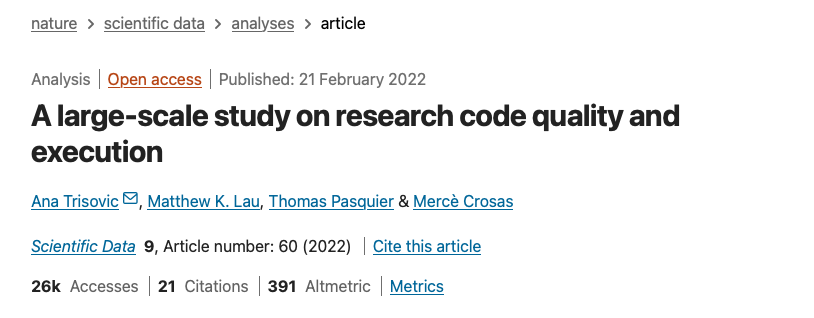 nature > scientific data > analyses > article
Analysis | Open access | Published: 21 February 2022
A large-scale study on research code quality and
execution
Ana Trisovic, Matthew K. Lau, Thomas Pasquier & Mercè Crosas
Scientific Data 9, Article number: 60 (2022) | Cite this article
26k Accesses | 21 Citations | 391 Altmetric | Metrics